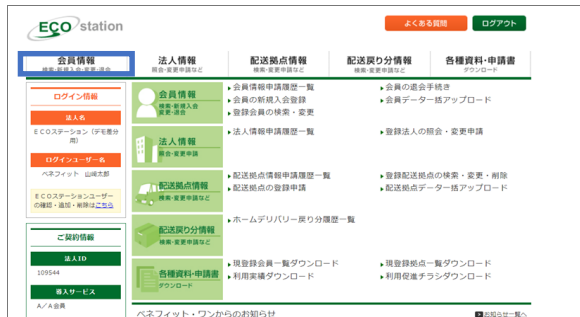 ECO station
よくある質問
ログアウト
会員情報
検索・新規入会・変更・退会
法人情報
照会・変更申請など
配送拠点情報
検索・変更申請など
配送戻り分情報
検索・変更申請など
各種資料・申請書
ダウンロード
ログイン情報
法人名
ECOステーション（デモ差分用）
ログインユーザー名
ベネフィット 山崎太郎
ECOステーションユーザー
の確認・追加・削除はこちら
ご契約情報
法人ID
109544
導入サービス
A／A会員
会員情報
検索・新規入会
変更・退会
会員情報申請履歴一覧
会員の退会手続き
会員の新規入会登録
会員データ一括アップロード
登録会員の検索・変更
法人情報
照会・変更申請
法人情報申請履歴一覧
登録法人の照会・変更申請
配送拠点情報
検索・変更申請など
配送拠点情報申請履歴一覧
登録配送拠点の検索・変更・削除
配送拠点の登録申請
配送拠点データ一括アップロード
配送戻り分情報
検索・変更申請など
ホームデリバリー戻り分履歴一覧
各種資料・申請書
ダウンロード
現登録会員一覧ダウンロード
現登録拠点一覧ダウンロード
利用実績ダウンロード
利用促進チラシダウンロード
ベネフィット・ワンからのお知らせ
お知らせ一覧へ